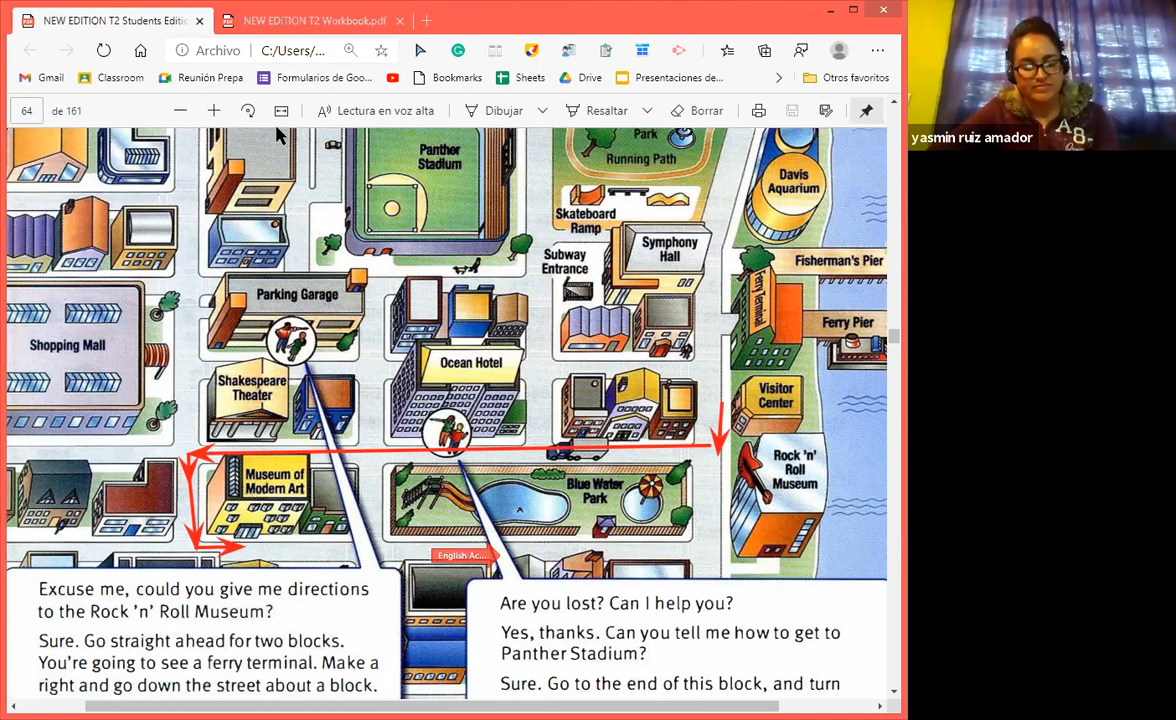 NEW EDITION T2 Students Editic
NEW EDITION T2 Workbook.pdf
Archivo
C:/Users/...
Gmail
Classroom
Reunión Prepa
Formularios de Goo...
Bookmarks
Sheets
Drive
Presentaciones de...
Otros favoritos
64
de 161
Lectura en voz alta
Dibujar
Resaltar
Borrar
yasmin ruiz amador
A
8-
Panther
Stadium
Park
Running Path
Davis
Aquarium
Skateboard
Ramp
Symphony
Hall
Subway
Entrance
Fisherman's Pier
Parking Garage
Ferry Terminal
Ferry Pier
Shopping Mall
Ocean Hotel
Shakespeare
Theater
Visitor
Center
Rock 'n'
Roll
Museum
Museum of
Modern Art
Blue Water
Park
English Ac...
Excuse me, could you give me directions
to the Rock 'n' Roll Museum?
Sure. Go straight ahead for two blocks.
You're going to see a ferry terminal. Make a
right and go down the street about a block.
Are you lost? Can I help you?
Yes, thanks. Can you tell me how to get to
Panther Stadium?
Sure. Go to the end of this block, and turn